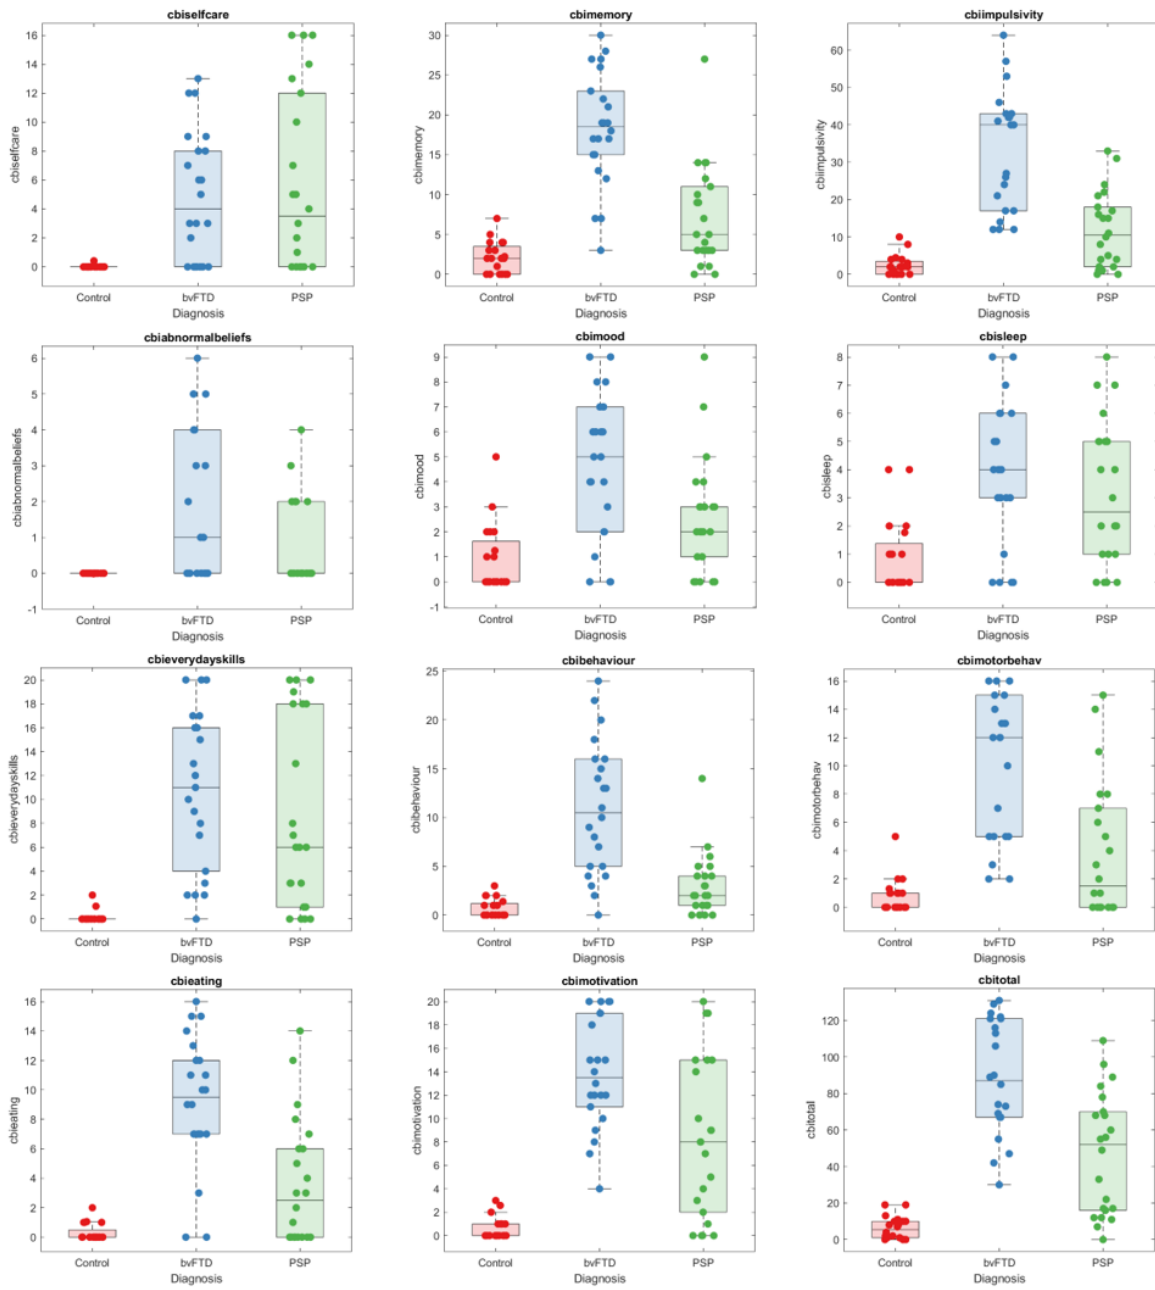 cbiselfcare
16
14
12
10
8
6
4
2
0
cbiselfcare
Control
bvFTD
PSP
Diagnosis
cbimemory
30
25
20
15
10
5
0
cbimemory
Control
bvFTD
PSP
Diagnosis
cbiimpulsivity
60
50
40
30
20
10
0
cbiimpulsivity
Control
bvFTD
PSP
Diagnosis
cbiabnormalbeliefs
6
5
4
3
2
1
0
-1
cbiabnormalbeliefs
Control
bvFTD
PSP
Diagnosis
cbimood
9
8
7
6
5
4
3
2
1
0
-1
cbimood
Control
bvFTD
PSP
Diagnosis
cbisleep
8
7
6
5
4
3
2
1
0
cbisleep
Control
bvFTD
PSP
Diagnosis
cbieverydayskills
20
18
16
14
12
10
8
6
4
2
0
cbieverydayskills
Control
bvFTD
PSP
Diagnosis
cbibehaviour
25
20
15
10
5
0
cbibehaviour
Control
bvFTD
PSP
Diagnosis
cbimotorbehav
16
14
12
10
8
6
4
2
0
cbimotorbehav
Control
bvFTD
PSP
Diagnosis
cbieating
16
14
12
10
8
6
4
2
0
cbieating
Control
bvFTD
PSP
Diagnosis
cbimotivation
20
18
16
14
12
10
8
6
4
2
0
cbimotivation
Control
bvFTD
PSP
Diagnosis
cbitotal
120
100
80
60
40
20
0
cbitotal
Control
bvFTD
PSP
Diagnosis